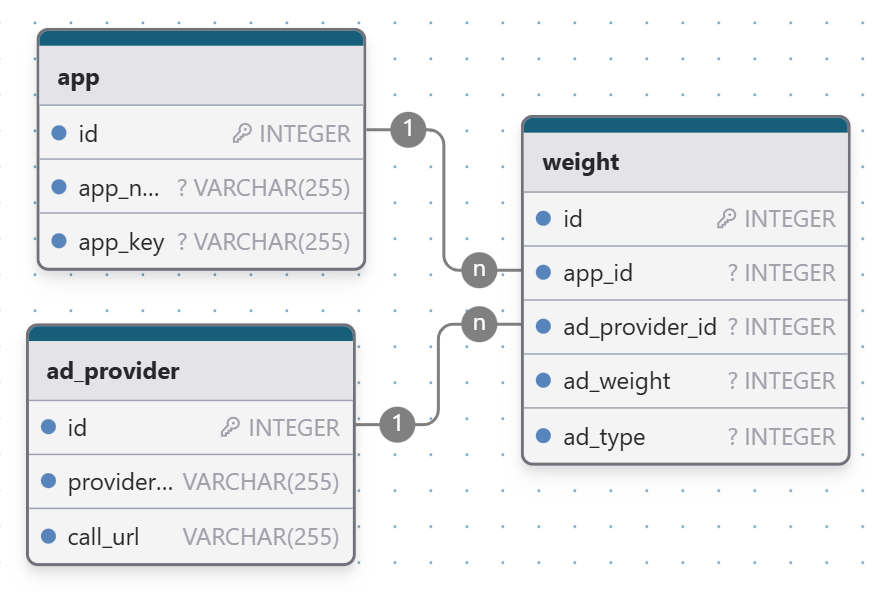 app
id INTEGER
app_n... ? VARCHAR(255)
app_key ? VARCHAR(255)
1
weight
id INTEGER
n app_id ? INTEGER
n ad_provider_id ? INTEGER
ad_weight ? INTEGER
ad_type ? INTEGER
ad_provider
id INTEGER
1
provider... VARCHAR(255)
call_url VARCHAR(255)